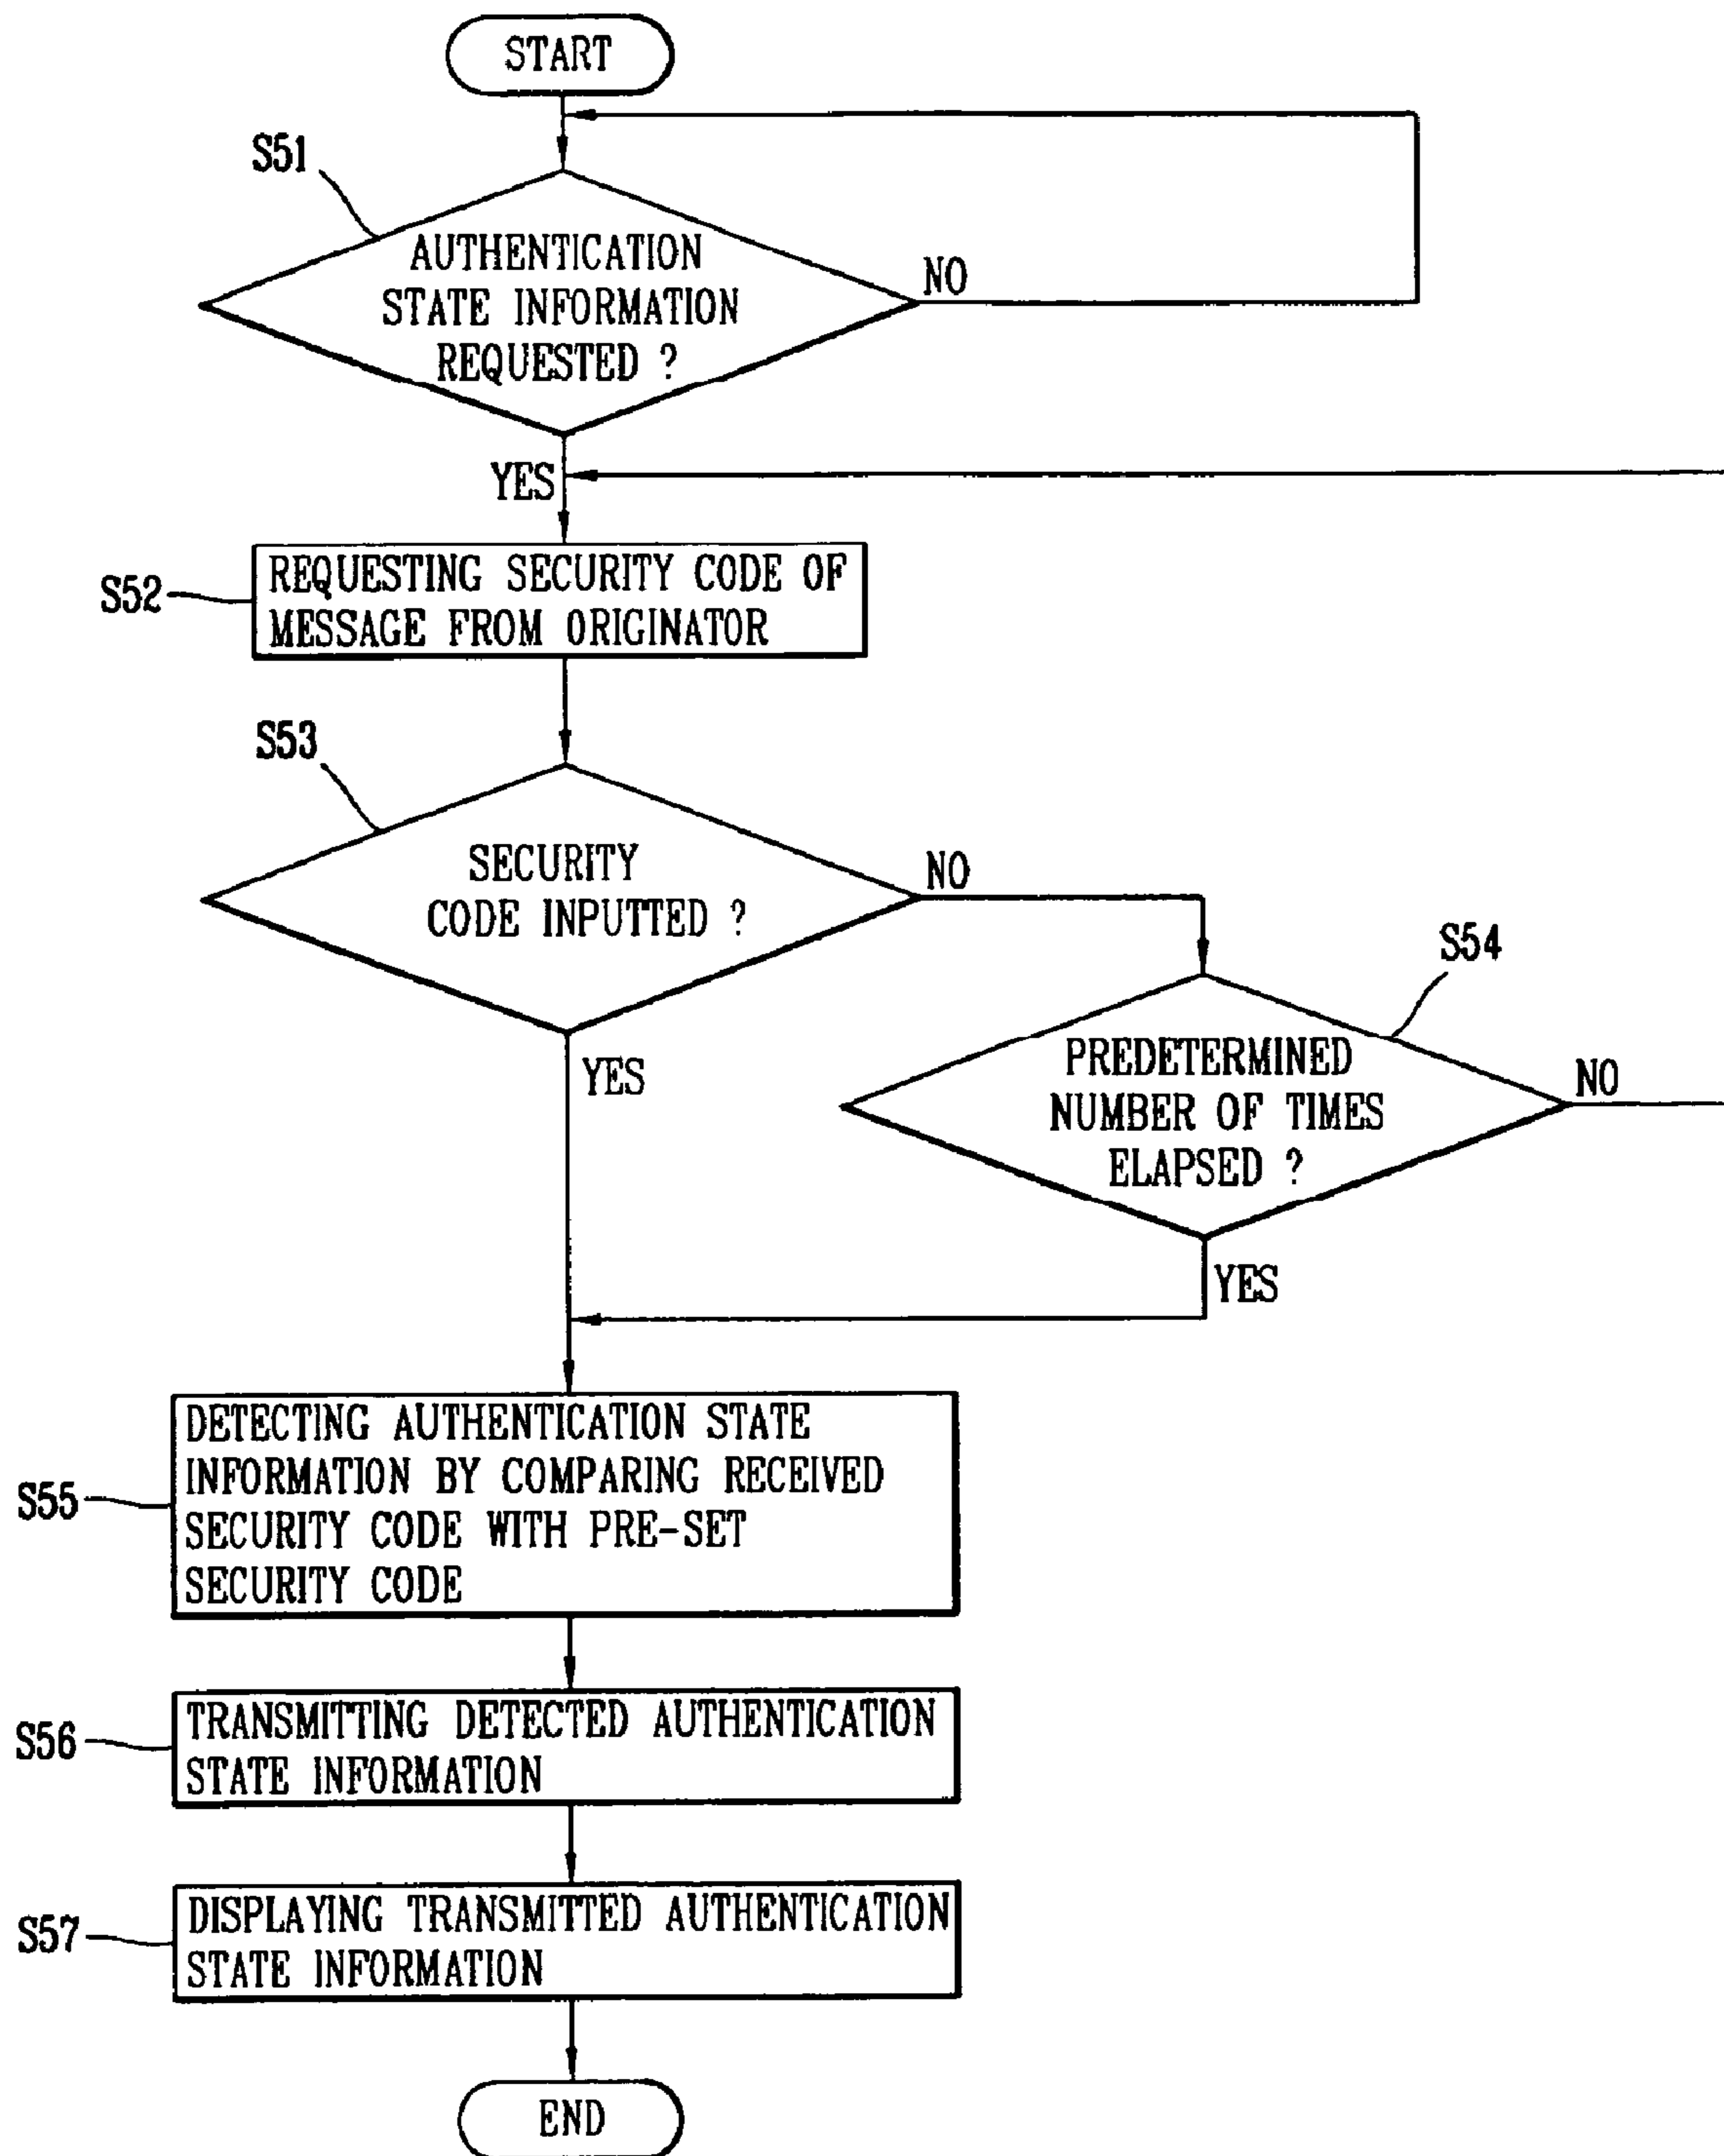 START
S51
AUTHENTICATION
STATE INFORMATION
REQUESTED ?
NO
YES
S52
REQUESTING SECURITY CODE OF
MESSAGE FROM ORIGINATOR
S53
SECURITY
CODE INPUTTED ?
NO
S54
YES
PREDETERMINED
NUMBER OF TIMES
ELAPSED ?
NO
YES
S55
DETECTING AUTHENTICATION STATE
INFORMATION BY COMPARING RECEIVED
SECURITY CODE WITH PRE-SET
SECURITY CODE
S56
TRANSMITTING DETECTED AUTHENTICATION
STATE INFORMATION
S57
DISPLAYING TRANSMITTED AUTHENTICATION
STATE INFORMATION
END